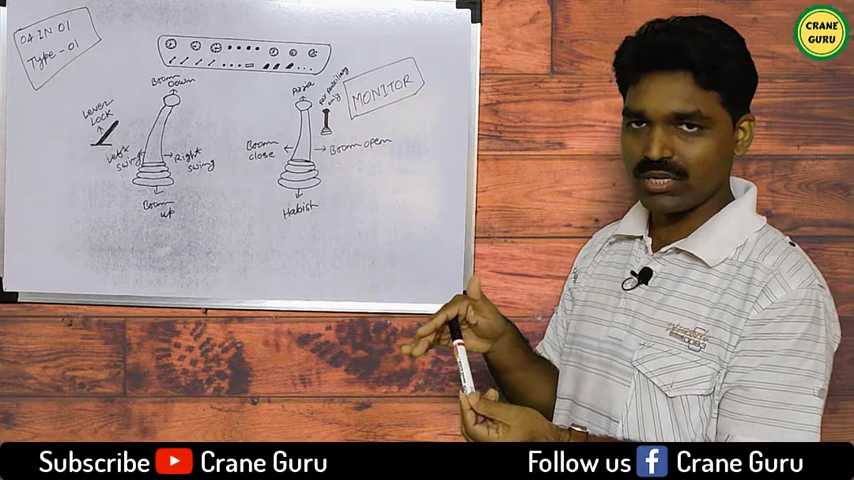 CRANE
GURU
OA IN 01
Type-01
Boom
Down
Lever
Lock
Left
swing
Right
swing
Boom
up
MONITOR
Boom
close
Boom open
Habish
Subscribe Crane Guru
Follow us f Crane Guru